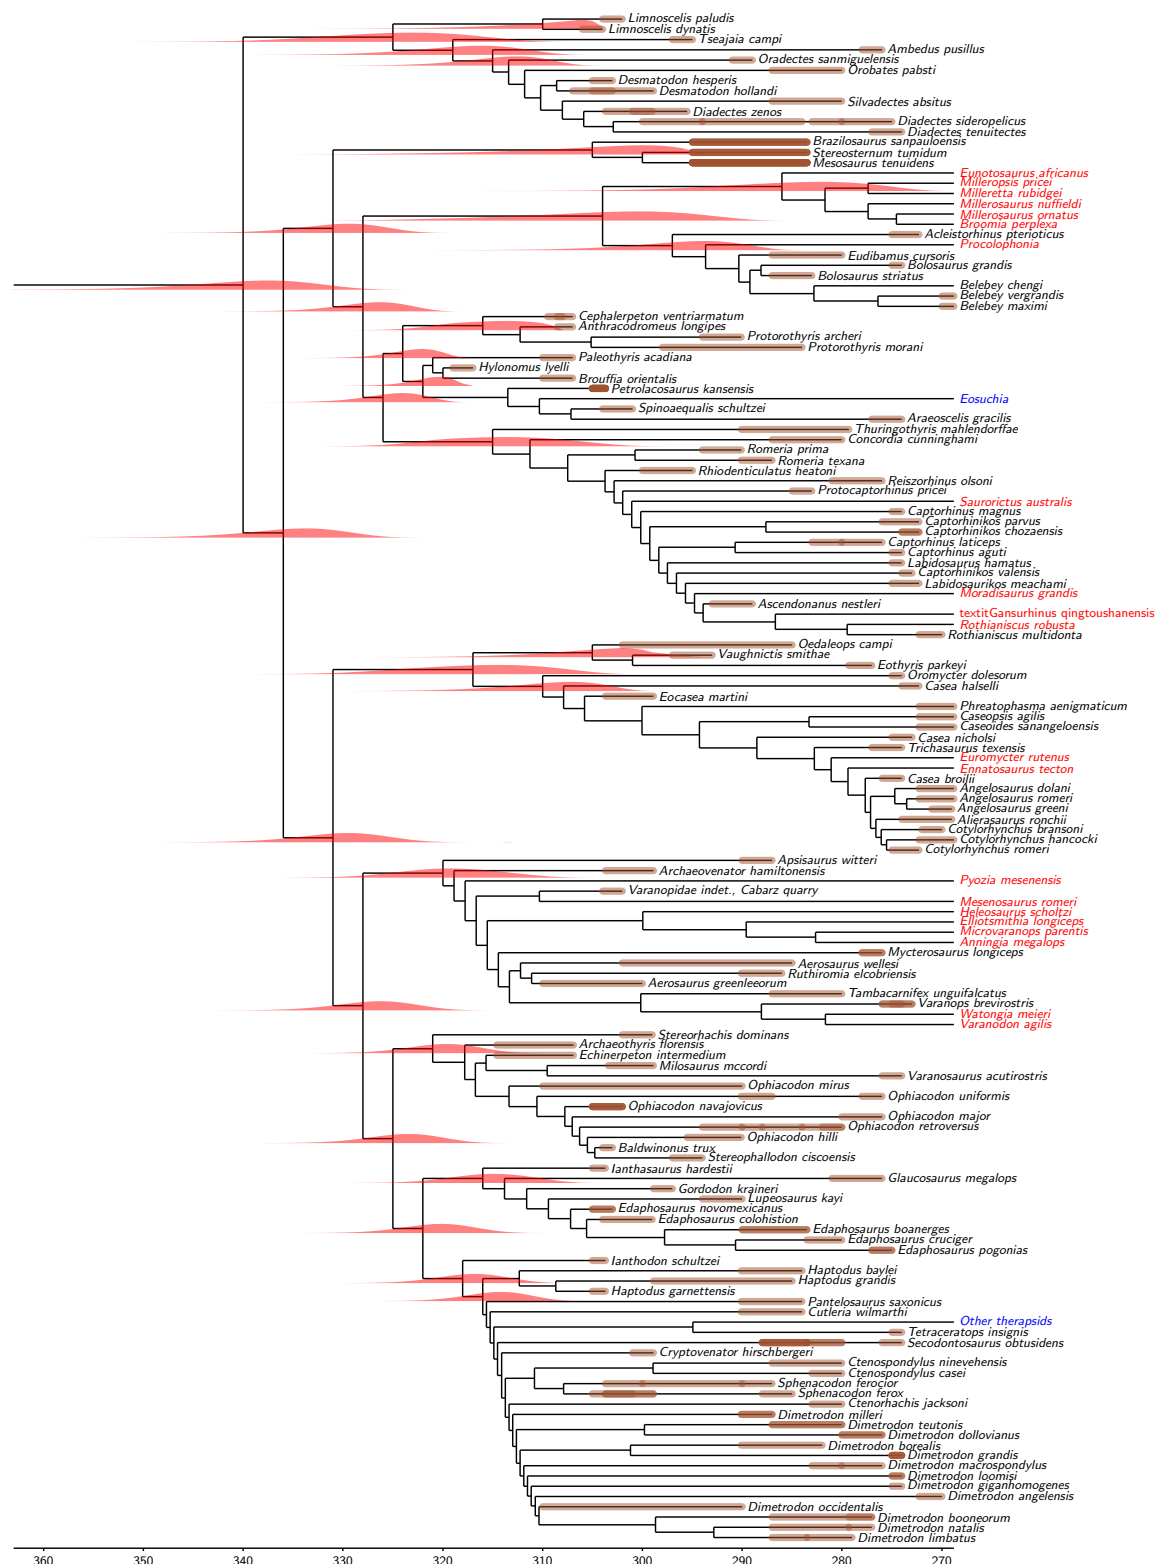 Limnoscelis paludis
Limnoscelis dynatis
Tseajaia campi
Ambedus pusillus
Oradectes sanmiguelensis
Orobates pabsti
Desmatodon hesperis
Desmatodon hollandi
Silvadectes absitus
Diadectes zenos
Diadectes sideropelicus
Diadectes tenuitectes
Brazilosaurus sanpauloensis
Stereosternum tumidum
Mesosaurus tenuidens
Eunotosaurus africanus
Milleropsis pricei
Milleretta rubidgei
Millerosaurus nuffieldi
Millerosaurus ornatus
Broomia perplexa
Acleistorhinus pteroticus
Procolophonia
Eudibamus cursoris
Bolosaurus grandis
Bolosaurus striatus
Belebey chengi
Belebey vergrandis
Belebey maximi
Cephalerpeton ventriarmatum
Anthracodromeus longipes
Protorothyris archeri
Protorothyris morani
Paleothyris acadiana
Hylonomus lyelli
Brouffia orientalis
Petrolacosaurus kansensis
Eosuchia
Spinoaequalis schultzei
Araeoscelis gracilis
Thuringothyris mahlendorffae
Concordia cunninghami
Romeria prima
Romeria texana
Rhiodenticulatus heatoni
Reiszorhinus olsoni
Protocaptorhinus pricei
Saurorictus australis
Captorhinus magnus
Captorhinikos parvus
Captorhinikos chozaensis
Captorhinus laticeps
Captorhinus aguti
Labidosaurus hamatus
Captorhinikos valensis
Labidosaurikos meachami
Moradisaurus grandis
Ascendonanus nestleri
textitGansurhinus qingtoushanensis
Rothianiscus robusta
Rothianiscus multidonta
Oedaleops campi
Vaughnictis smithae
Eothyris parkeyi
Oromycter dolesorum
Casea halselli
Eocasea martini
Phreatophasma aenigmaticum
Caseopsis agilis
Caseoides sanangeloensis
Casea nicholsi
Trichasaurus texensis
Euromycter rutenus
Ennatosaurus tecton
Casea broilii
Angelosaurus dolani
Angelosaurus romeri
Angelosaurus greeni
Alierasaurus ronchii
Cotylorhynchus bransoni
Cotylorhynchus hancocki
Cotylorhynchus romeri
Apsisaurus witteri
Archaeovenator hamiltonensis
Pyozia mesenensis
Varanopidae indet., Cabarz quarry
Mesenosaurus romeri
Heleosaurus scholtzi
Elliotsmithia longiceps
Microvaranops parentis
Anningia megalops
Mycterosaurus longiceps
Aerosaurus wellesi
Ruthiromia elcobriensis
Aerosaurus greenleeorum
Tambacarnifex unguifalcatus
Varanops brevirostris
Watongia meieri
Varanodon agilis
Stereorhachis dominans
Archaeothyris florensis
Echinerpeton intermedium
Milosaurus mccordi
Varanosaurus acutirostris
Ophiacodon mirus
Ophiacodon uniformis
Ophiacodon navajovicus
Ophiacodon major
Ophiacodon retroversus
Ophiacodon hilli
Baldwinonus trux
Stereophallodon ciscoensis
Ianthasaurus hardestii
Glaucosaurus megalops
Gordodon kraineri
Lupeosaurus kayi
Edaphosaurus novomexicanus
Edaphosaurus colohistion
Edaphosaurus boanerges
Edaphosaurus cruciger
Edaphosaurus pogonias
Ianthodon schultzei
Haptodus baylei
Haptodus grandis
Haptodus garnettensis
Pantelosaurus saxonicus
Cutleria wilmarthi
Other therapsids
Tetraceratops insignis
Secodontosaurus obtusidens
Cryptovenator hirschbergeri
Ctenospondylus ninevehensis
Ctenospondylus casei
Sphenacodon ferocior
Sphenacodon ferox
Ctenorhachis jacksoni
Dimetrodon milleri
Dimetrodon teutonis
Dimetrodon dollovianus
Dimetrodon borealis
Dimetrodon grandis
Dimetrodon macrospondylus
Dimetrodon loomisi
Dimetrodon giganhomogenes
Dimetrodon angelensis
Dimetrodon occidentalis
Dimetrodon booneorum
Dimetrodon natalis
Dimetrodon limbatus
360 350 340 330 320 310 300 290 280 270